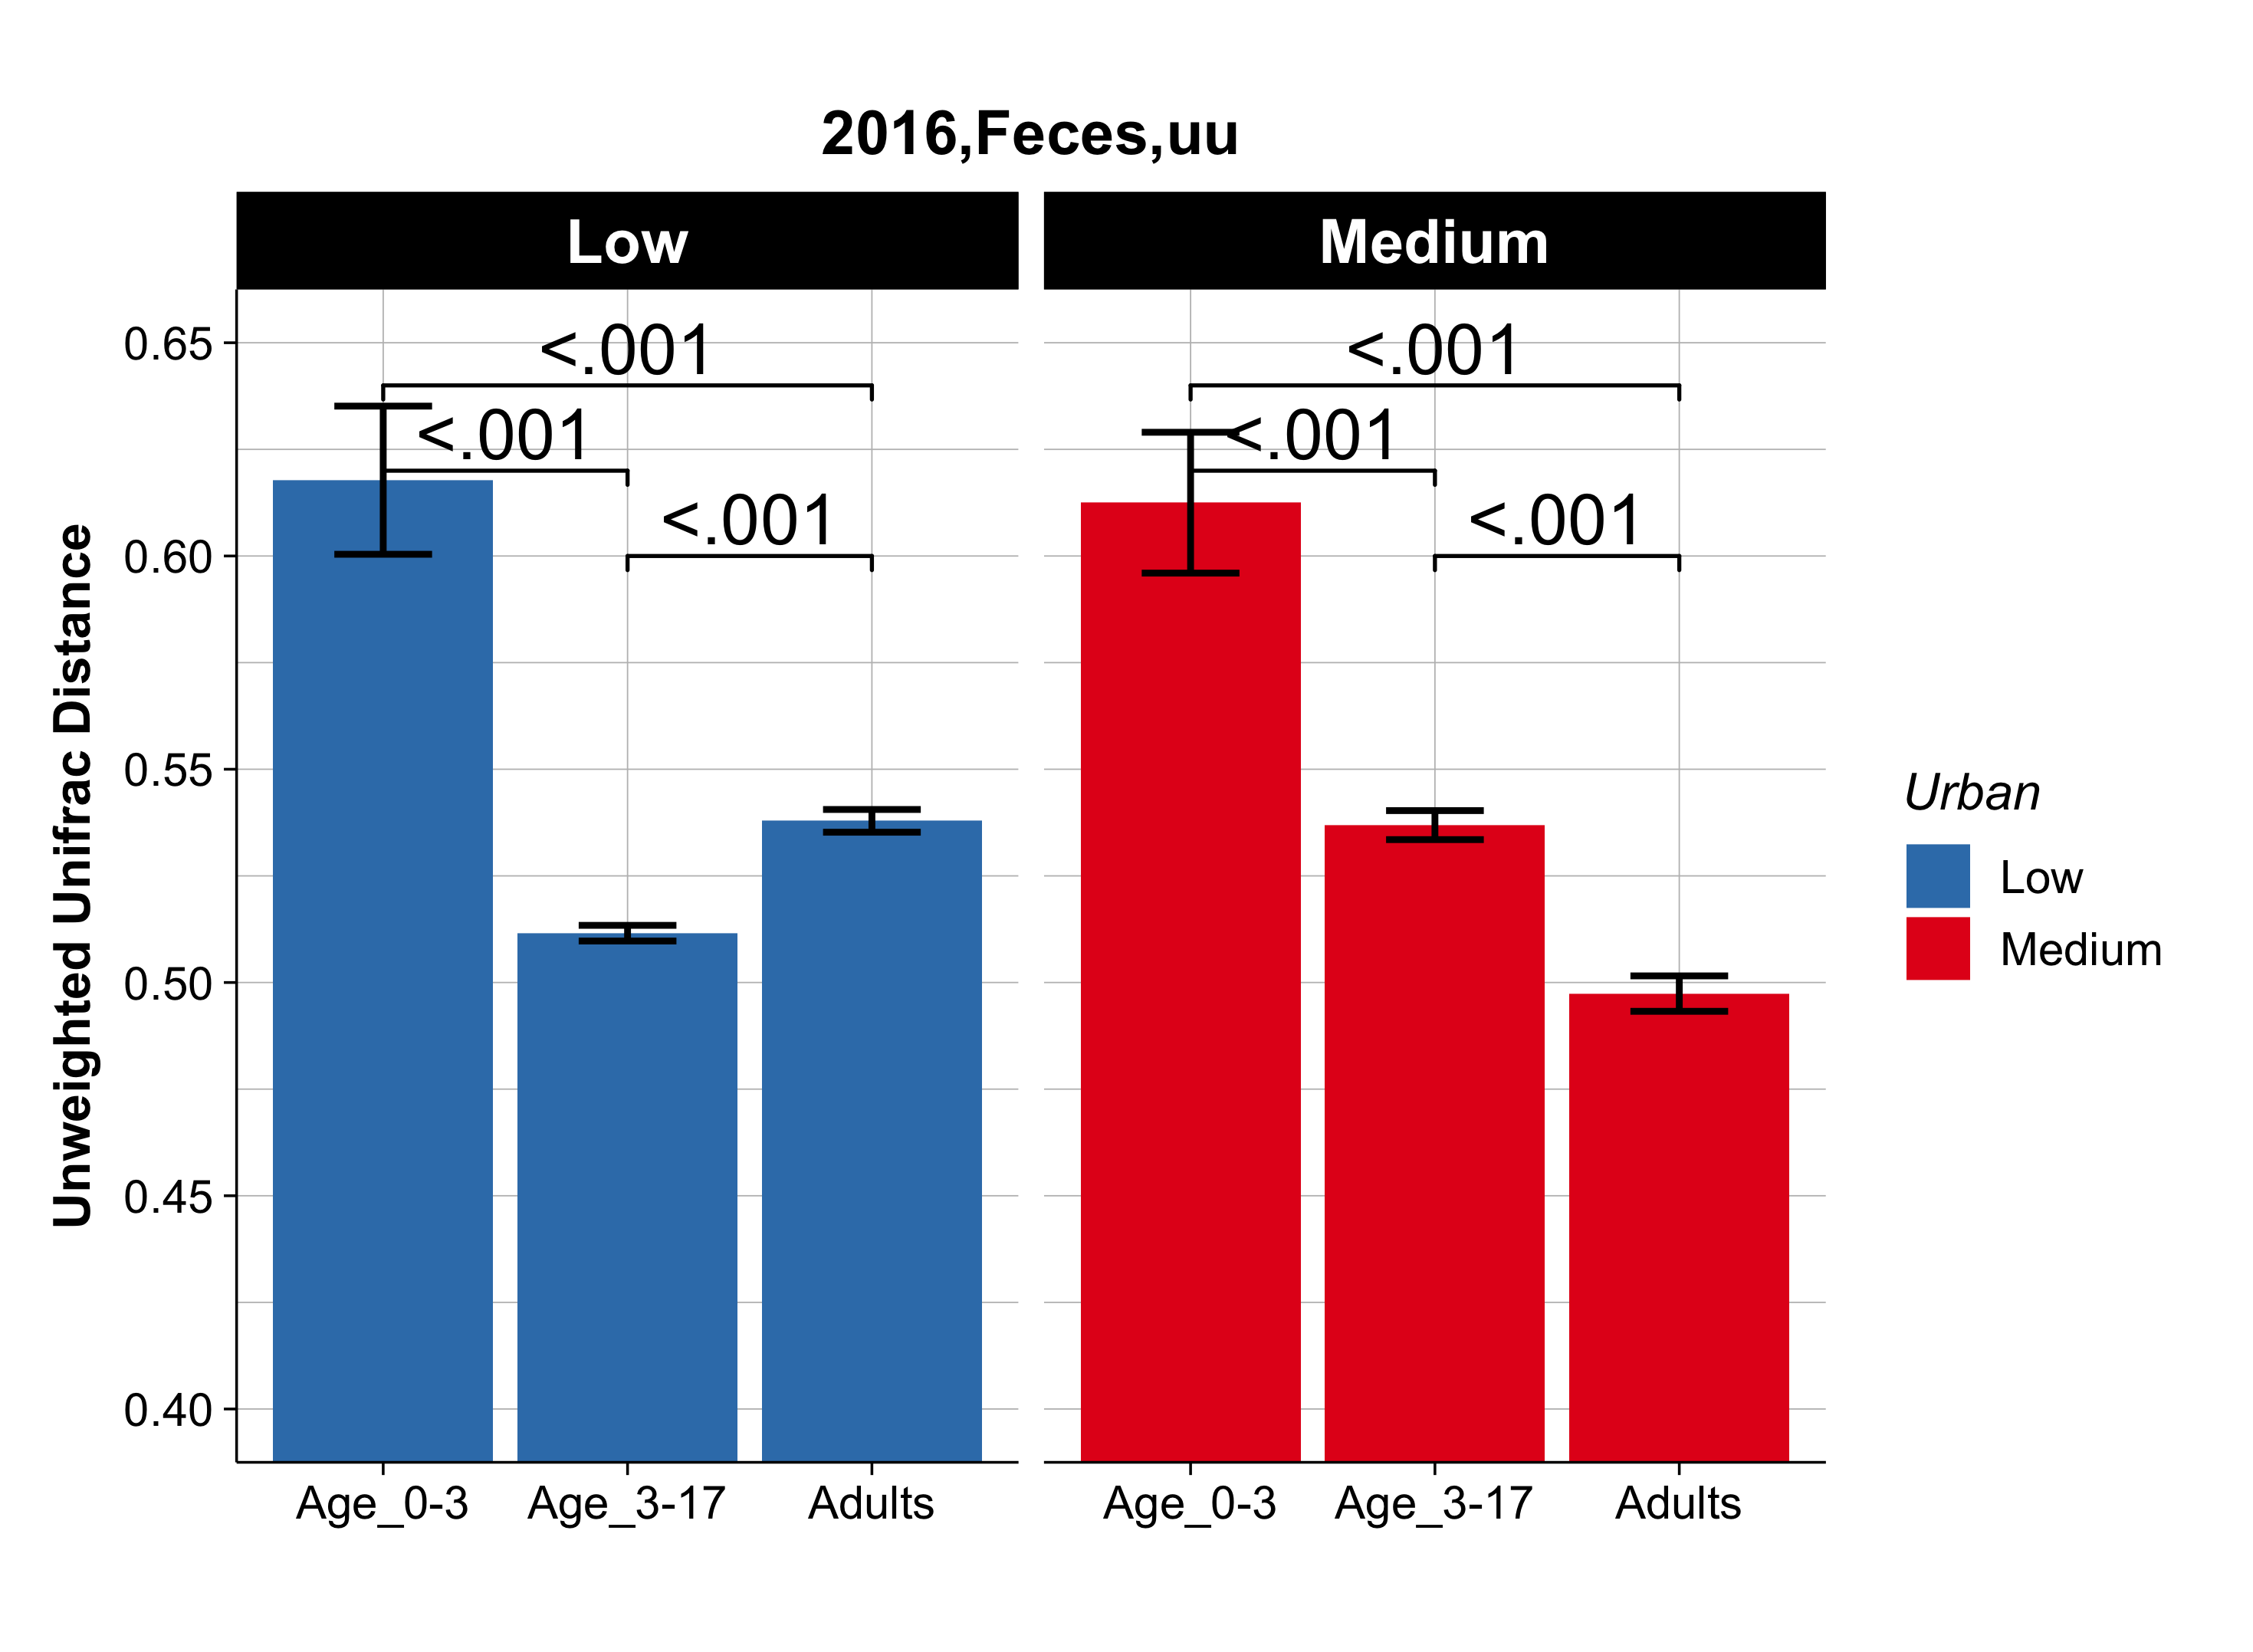 2016,Feces,uu
Low
Medium
Unweighted Unifrac Distance
0.65
0.60
0.55
0.50
0.45
0.40
<.001
<.001
<.001
<.001
<.001
<.001
Age_0-3
Age_3-17
Adults
Age_0-3
Age_3-17
Adults
Urban
Low
Medium